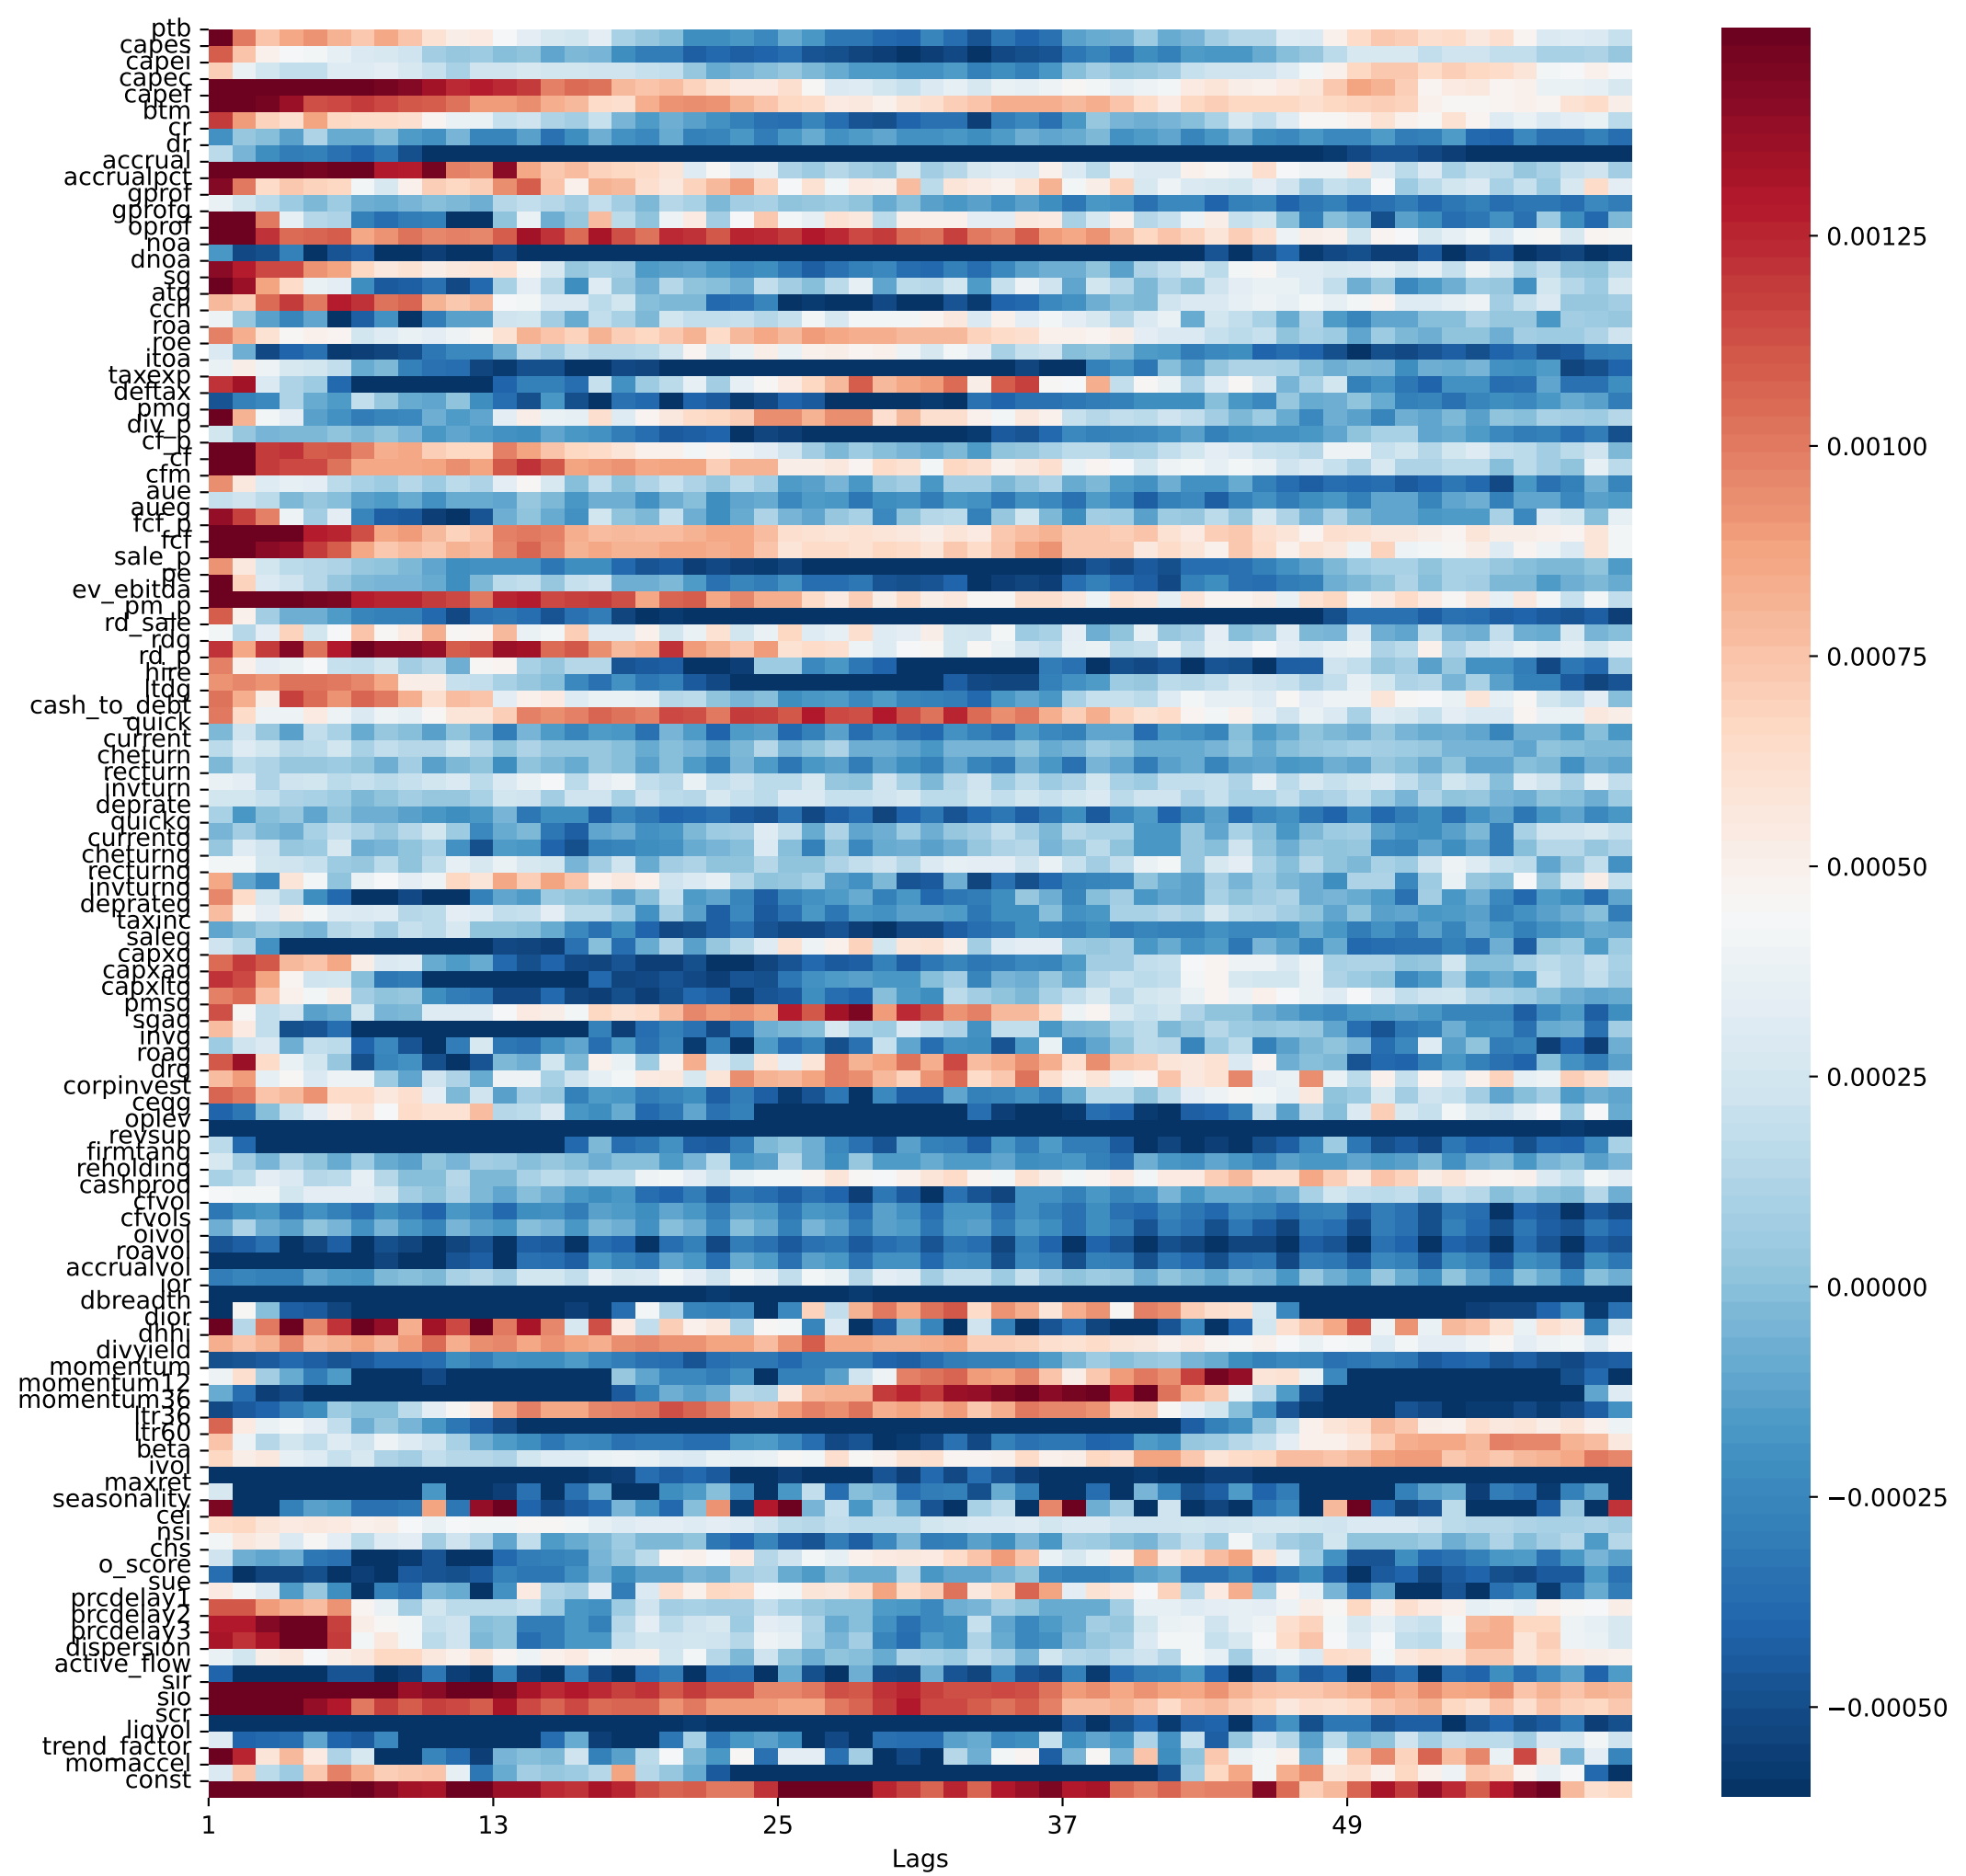 ptb
capes
capei
capec
capef
btm
cr
dr
accrual
accrualpct
gprof
gprofg
oprof
noa
dnoa
sg
atg
cch
roa
roe
itoa
taxexp
deftax
pmg
div_p
cf_p
cf
cfm
aue
aueg
fcf_p
fcf
sale_p
pe
ev_ebitda
pm_p
rd_sale
rdg
rd_p
hire
ltdg
cash_to_debt
quick
current
cheturn
recturn
invturn
deprate
quickg
currentg
cheturng
recturng
invturng
deprateg
taxinc
saleg
capxg
capxag
capxltg
pmsg
sgag
invg
roag
drg
corpinvest
ceqg
oplev
revsup
firmtang
reholding
cashprod
cfvol
cfvols
oivol
roavol
accrualvol
ior
dbreadth
dior
dhhi
divyield
momentum
momentum12
momentum36
ltr36
ltr60
beta
ivol
maxret
seasonality
cei
nsi
chs
o_score
sue
prcdelay1
prcdelay2
prcdelay3
dispersion
active_flow
sir
sio
scr
liqvol
trend_factor
momaccel
const
1 13 25 37 49
Lags
0.00125
0.00100
0.00075
0.00050
0.00025
0.00000
−0.00025
−0.00050